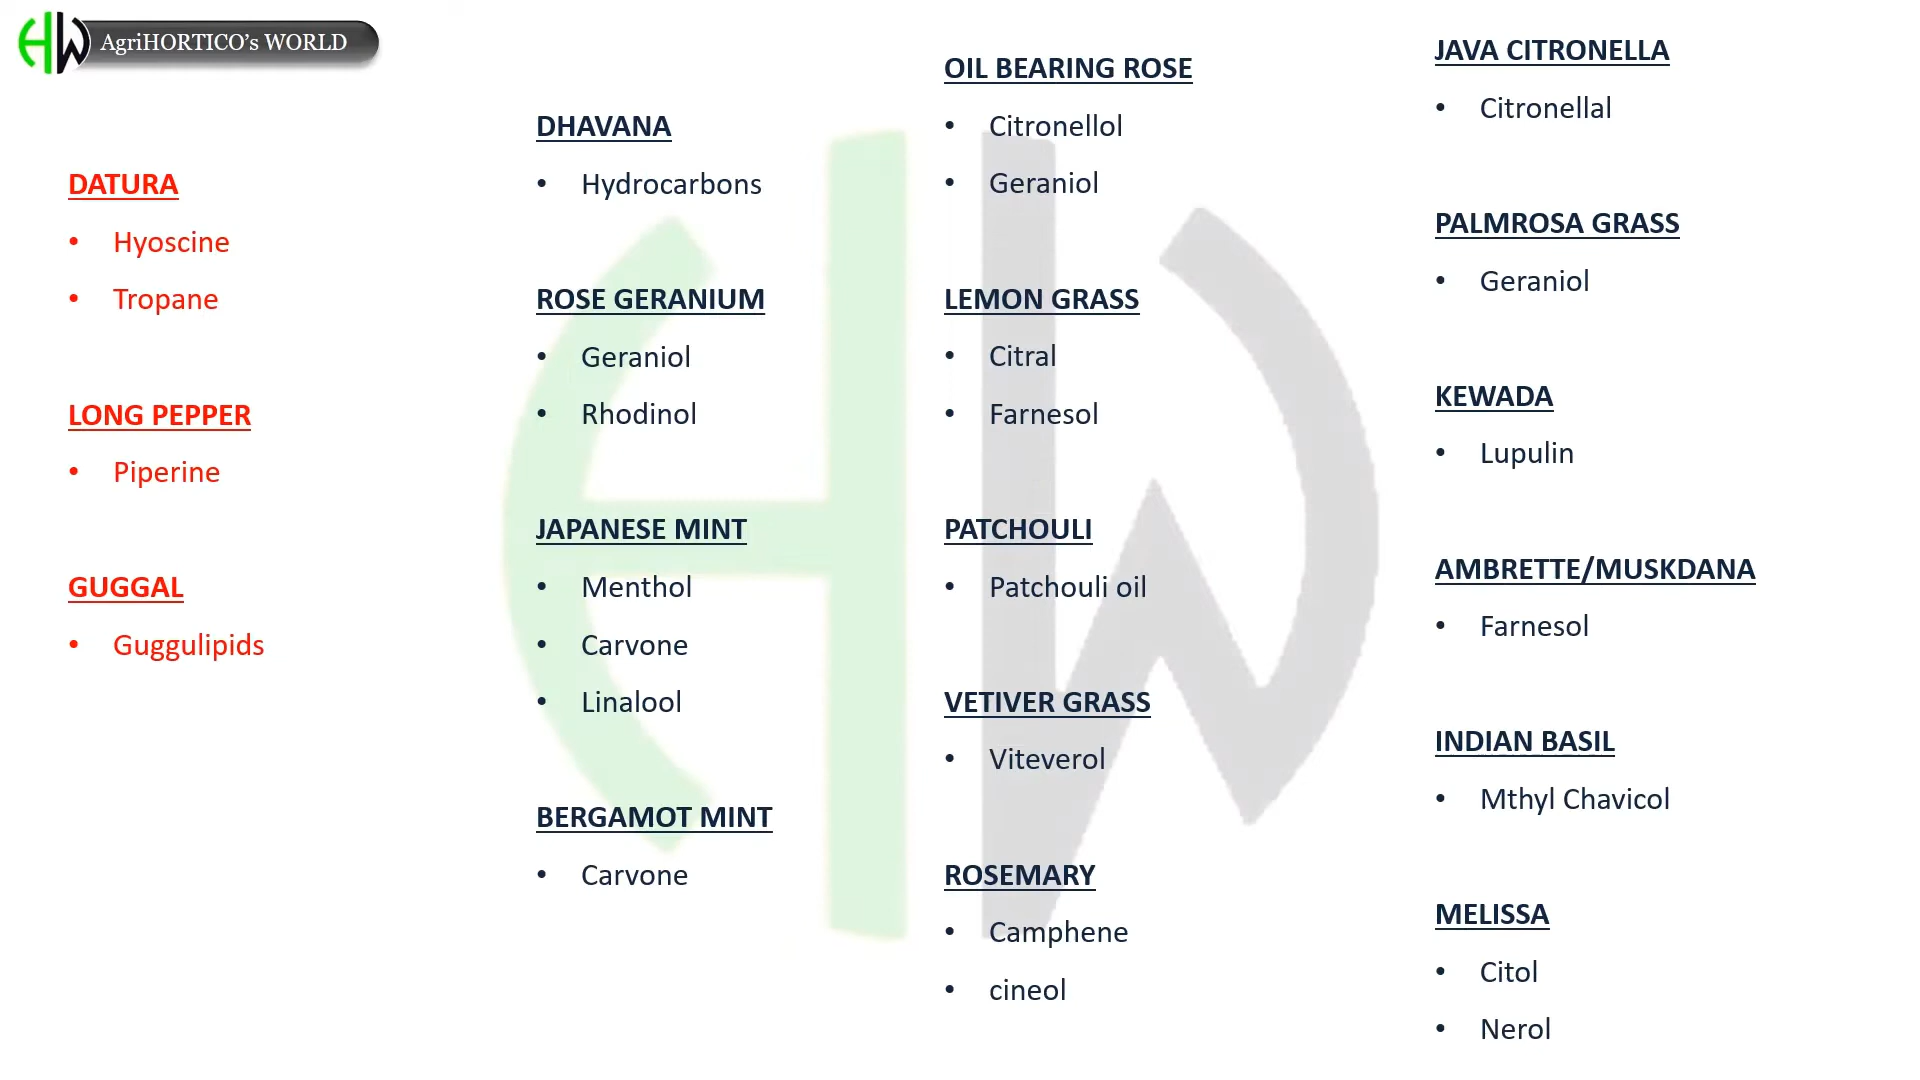 AgriHORTICO's WORLD
DATURA
• Hyoscine
• Tropane
LONG PEPPER
• Piperine
GUGGAL
• Guggulipids
DHAVANA
• Hydrocarbons
ROSE GERANIUM
• Geraniol
• Rhodinol
JAPANESE MINT
• Menthol
• Carvone
• Linalool
BERGAMOT MINT
• Carvone
OIL BEARING ROSE
• Citronellol
• Geraniol
LEMON GRASS
• Citral
• Farnesol
PATCHOULI
• Patchouli oil
VETIVER GRASS
• Viteverol
ROSEMARY
• Camphene
• cineol
JAVA CITRONELLA
• Citronellal
PALMROSA GRASS
• Geraniol
KEWADA
• Lupulin
AMBRETTE/MUSKDANA
• Farnesol
INDIAN BASIL
• Mthyl Chavicol
MELISSA
• Citol
• Nerol